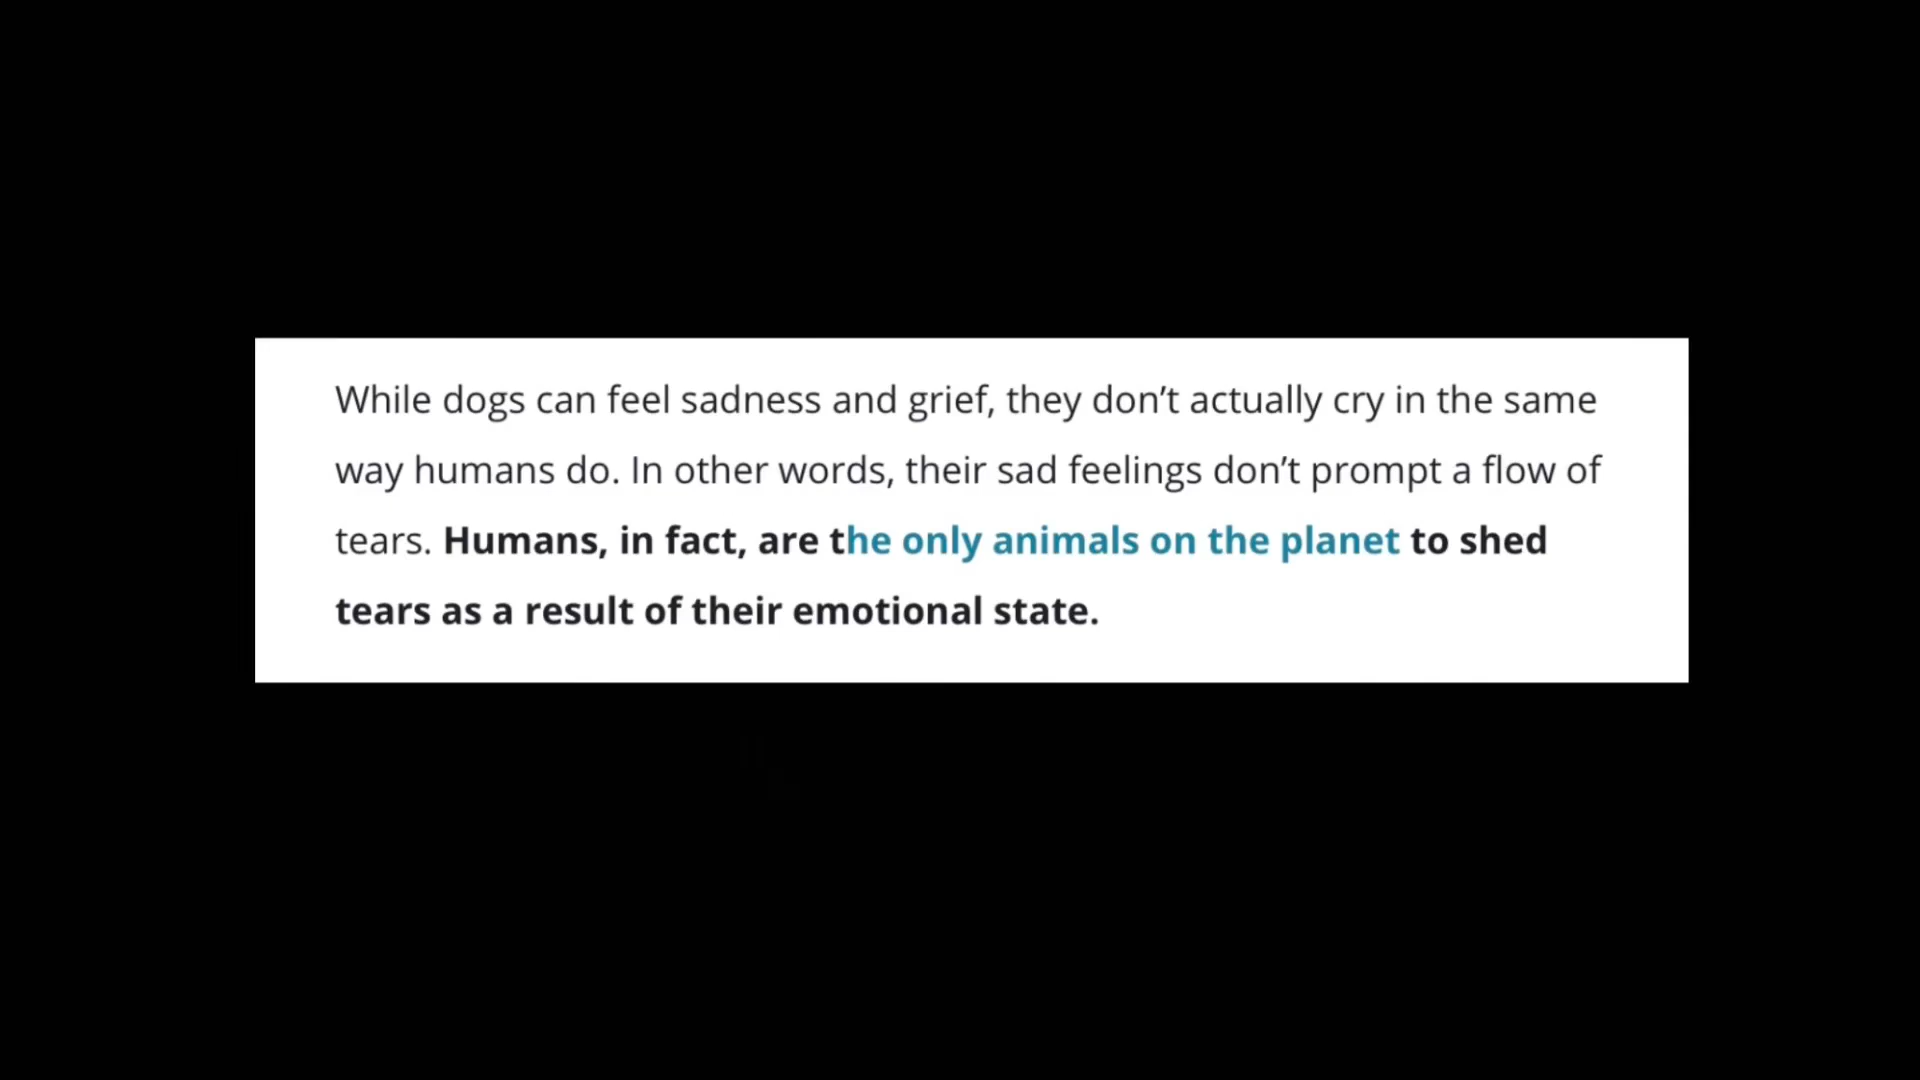 While dogs can feel sadness and grief, they don’t actually cry in the same
way humans do. In other words, their sad feelings don’t prompt a flow of
tears. Humans, in fact, are the only animals on the planet to shed
tears as a result of their emotional state.